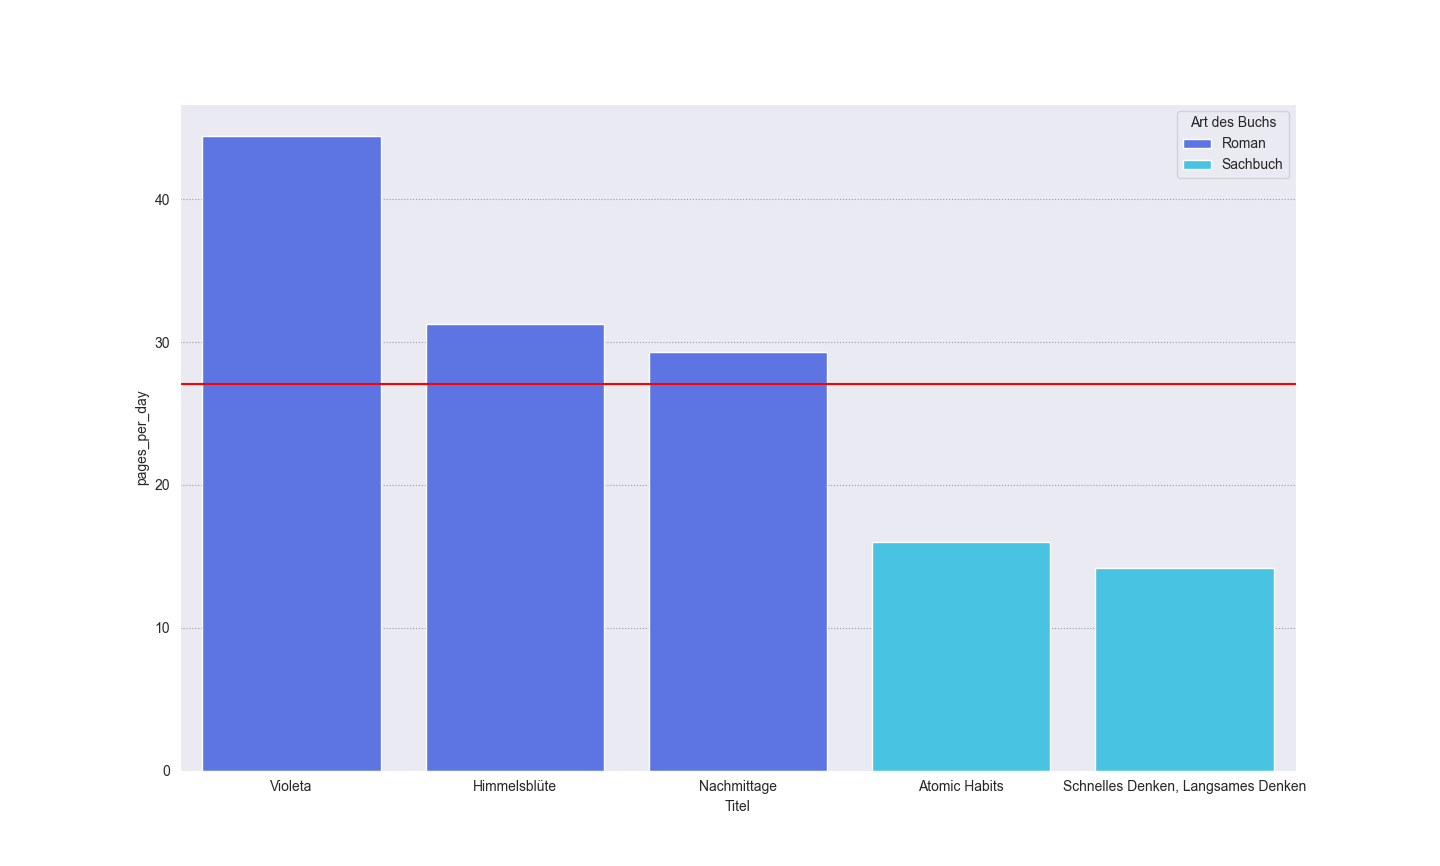 Art des Buchs
Roman
Sachbuch
40
30
20
10
0
pages_per_day
Violeta
Himmelsblüte
Nachmittage
Atomic Habits
Schnelles Denken, Langsames Denken
Titel